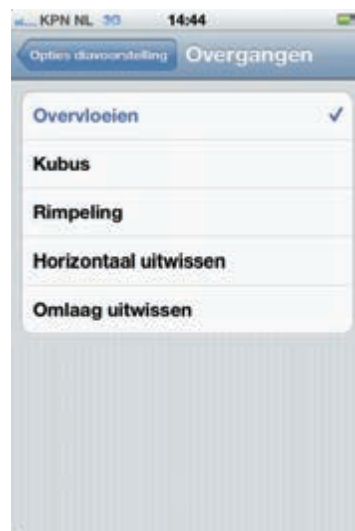 KPN NL 3G 14:44
Opties diavoorstelling Overgangen
Overvloeien
Kubus
Rimpeling
Horizontaal uitwissen
Omlaag uitwissen